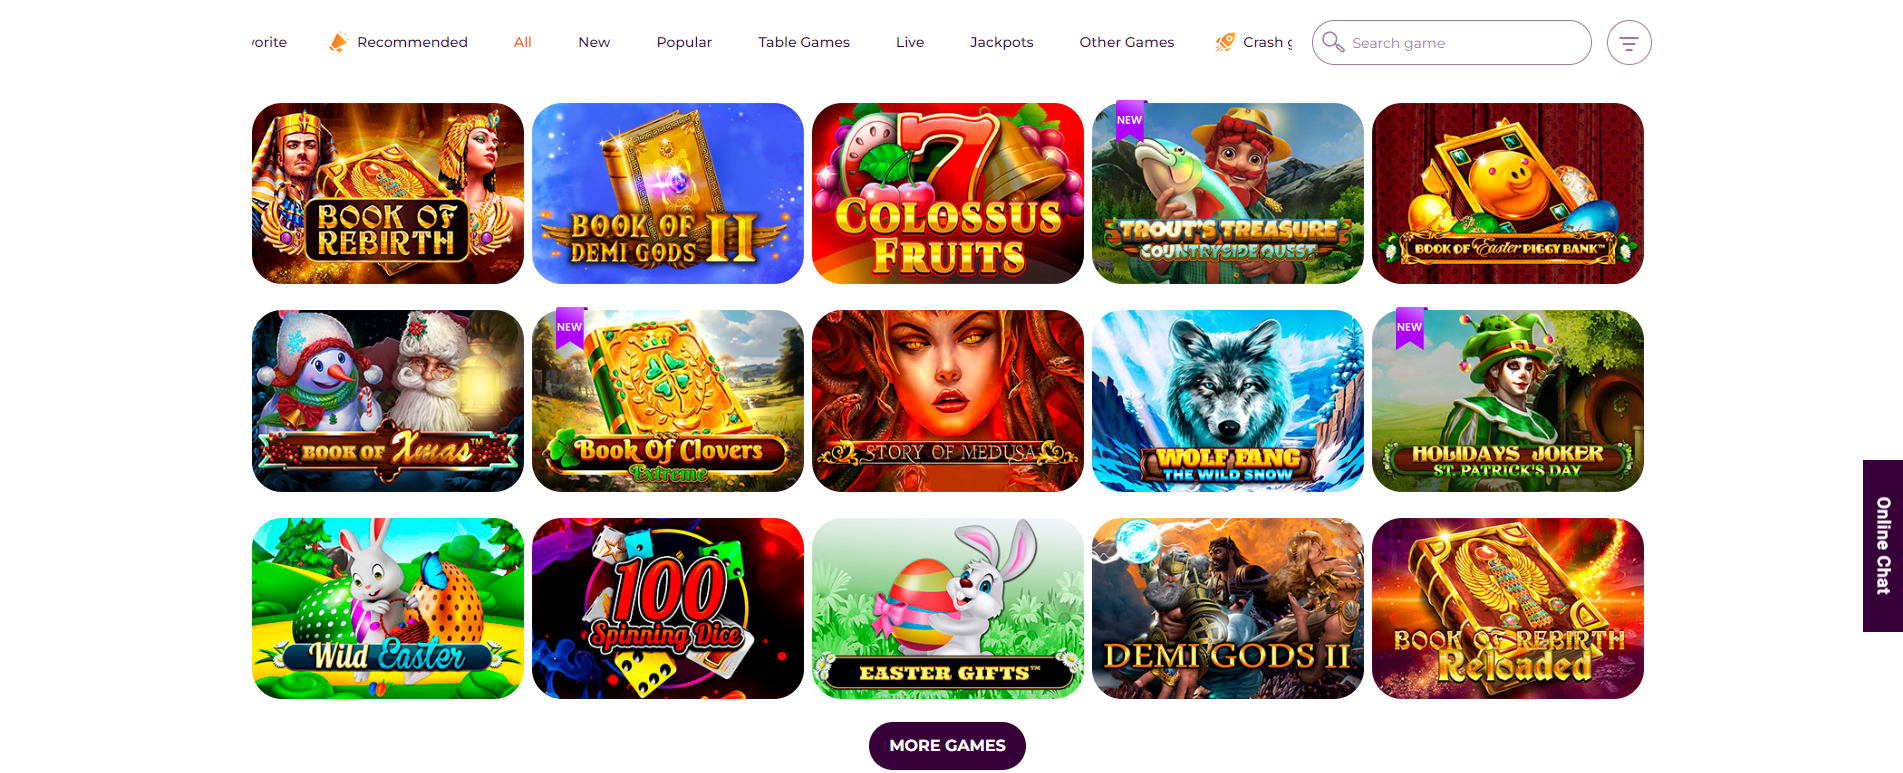 vorite
Recommended
All
New
Popular
Table Games
Live
Jackpots
Other Games
Crash g
Search game
BOOK OF
REBIRTH
BOOK OF
DEMI GODS II
7
COLOSSUS
FRUITS
NEW
TROUT'S TREASURE
COUNTRYSIDE QUEST
BOOK OF Easter PIGGY BANK™
BOOK OF Xmas™
NEW
Book Of Clovers
Extreme
STORY OF MEDUSA
WOLF FANG
THE WILD SNOW
NEW
HOLIDAYS JOKER
ST. PATRICK'S DAY
Wild Easter
100
Spinning Dice
EASTER GIFTS™
DEMI GODS II
BOOK OF REBIRTH
Reloaded
MORE GAMES
Online Chat